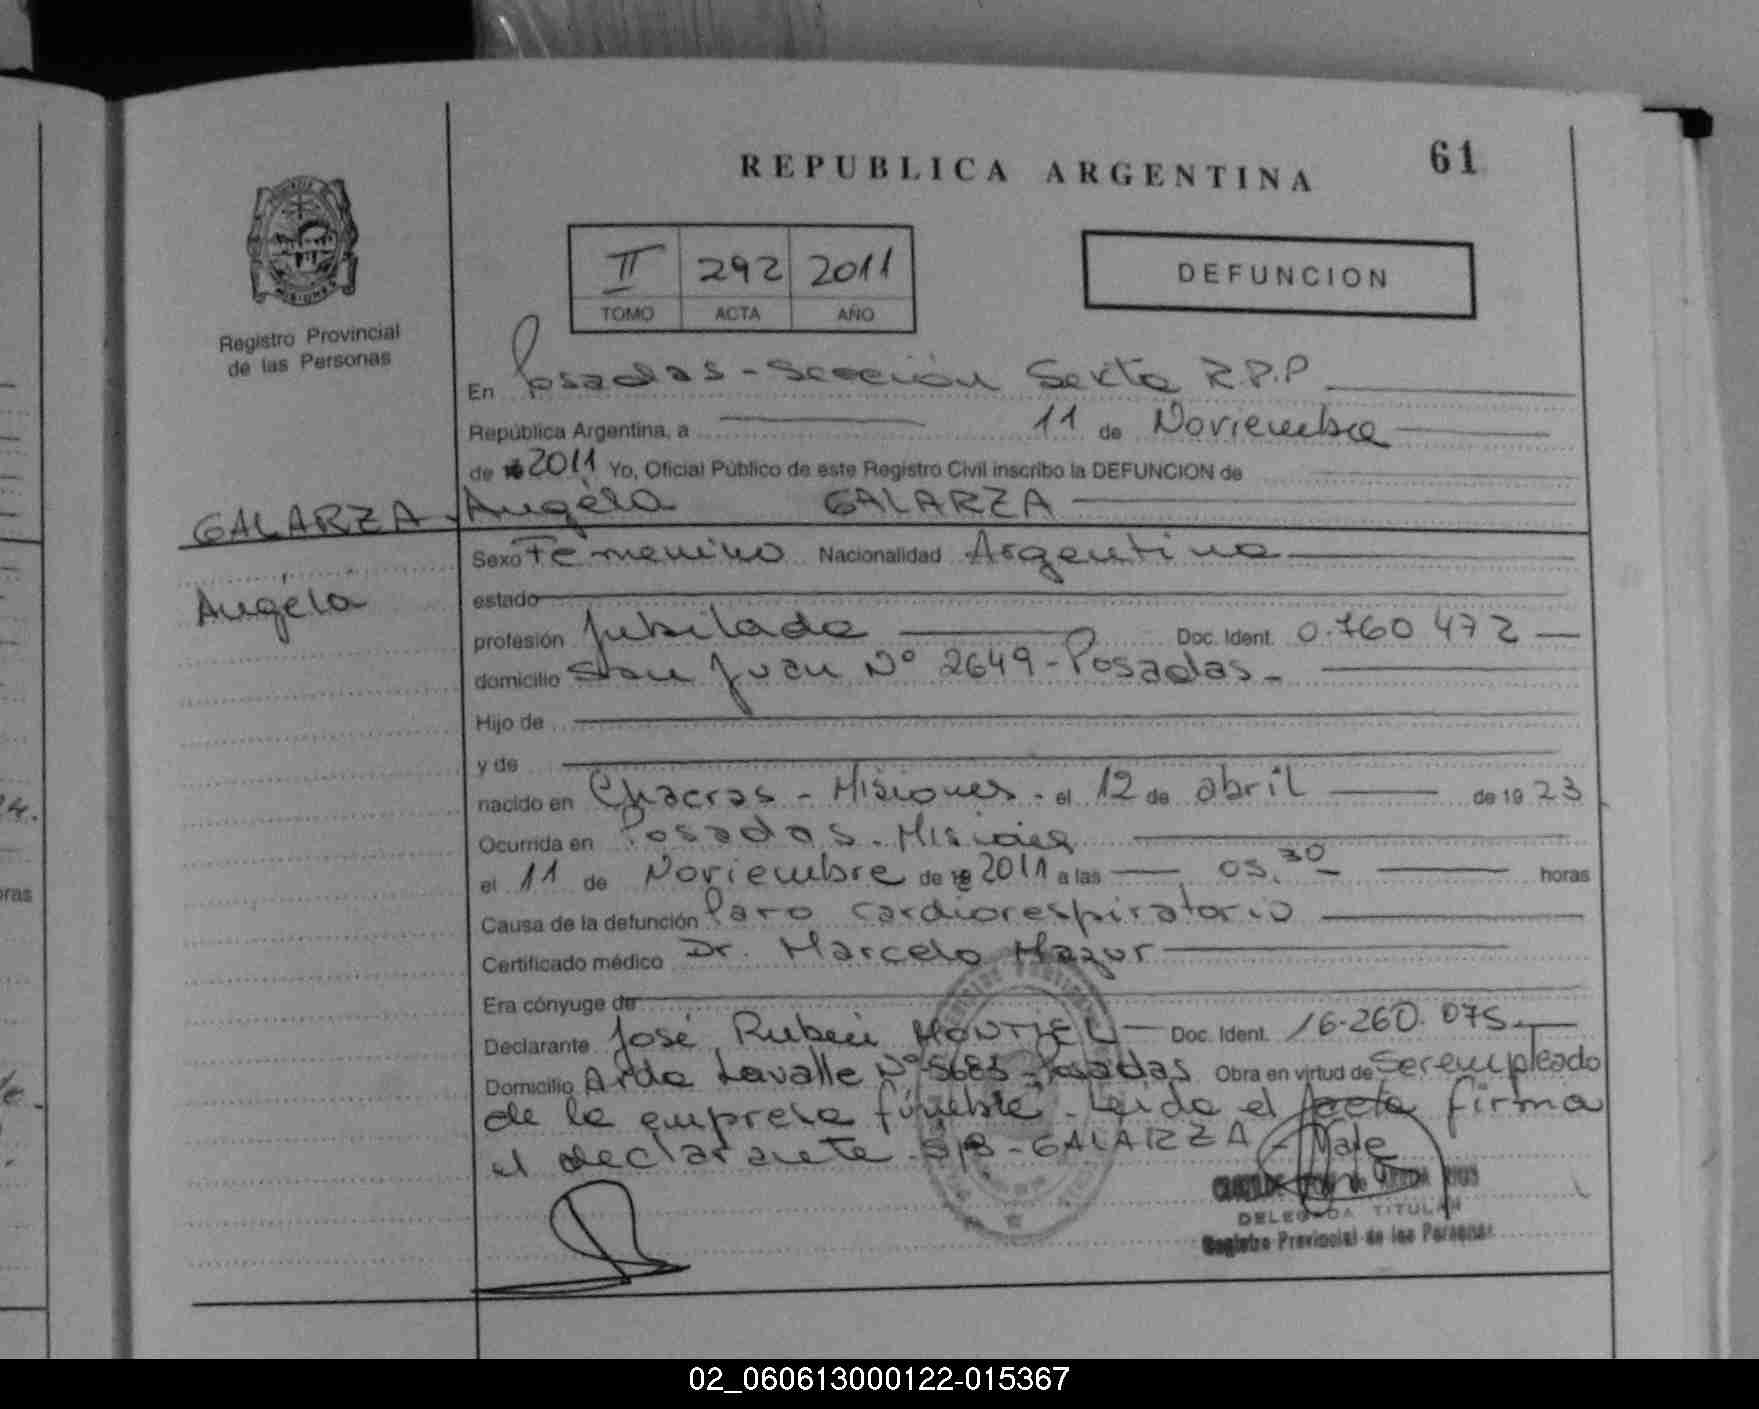 REPUBLICA ARGENTINA
61
MISIONES
Registro Provincial
de las Personas
II 292 2011
TOMO ACTA AÑO
DEFUNCION
En Posadas - Sección Sexta R.P.P
República Argentina, a 11 de Noviembre
de 2011 Yo, Oficial Público de este Registro Civil inscribo la DEFUNCION de
GALARZA Angela GALARZA
Angela
Sexo Femenino Nacionalidad Argentina
estado
profesión Jubilada Doc. Ident. 0.760 472
domicilio San Juan Nº 2649 - Posadas -
Hijo de
y de
nacido en Chacras - Misiones - el 12 de abril de 1923
Ocurrida en Posadas - Misiones
el 11 de Noviembre de 2011 a las 05.30 horas
Causa de la defunción Paro cardiorespiratorio
Certificado médico Dr. Marcelo Mazur
Era cónyuge de
Declarante José Ruben MONTIEL Doc. Ident. 16.260.075
Domicilio Avda Lavalle Nº 5683 - Posadas Obra en virtud de Ser empleado
de la empresa fúnebre - Leida el acta firma
el declarante - S/B - GALARZA - Vale
DELEGADA TITULAR
Registro Provincial de las Personas
02_060613000122-015367